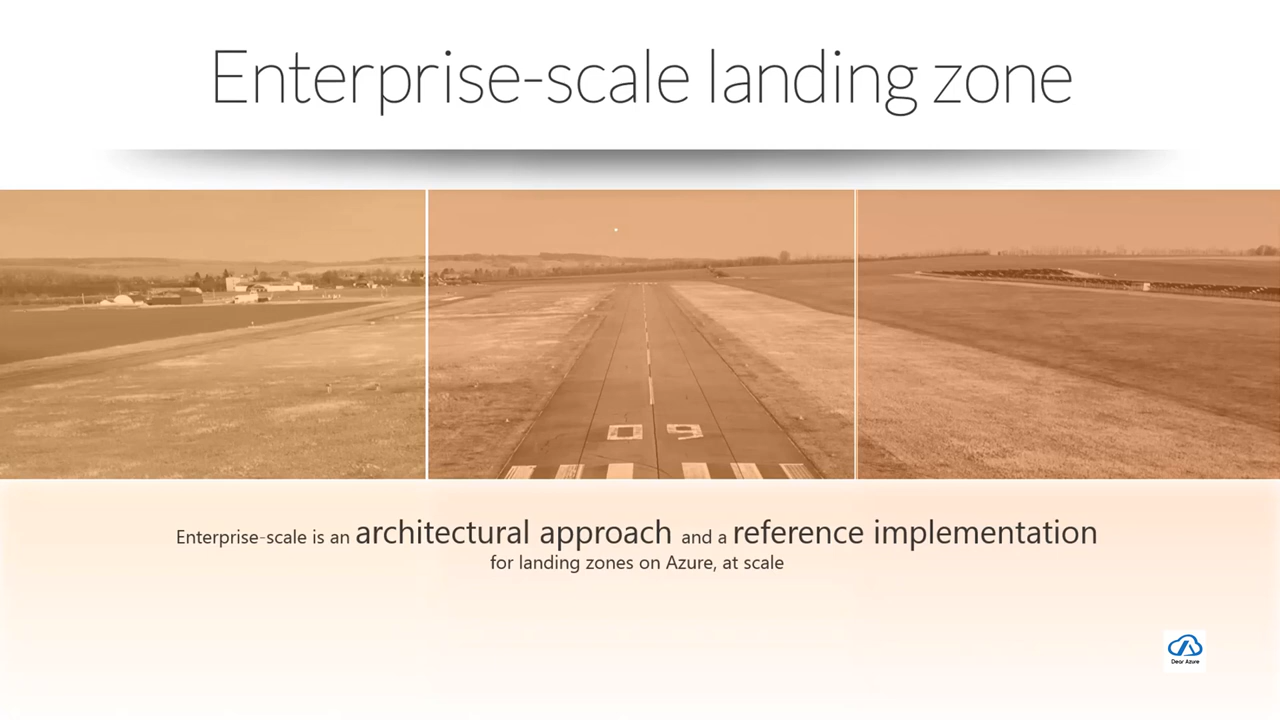 Enterprise-scale landing zone
09
Enterprise-scale is an architectural approach and a reference implementation
for landing zones on Azure, at scale
Dear Azure